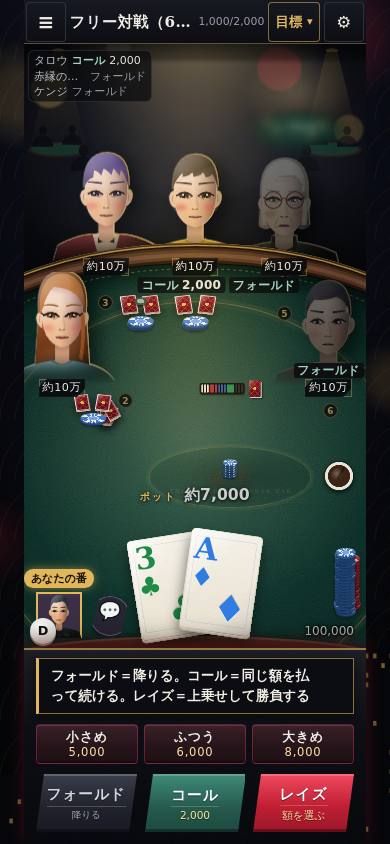 フリー対戦（6… 1,000/2,000 目標 ▾
タロウ コール 2,000
赤縁の… フォールド
ケンジ フォールド
約10万 約10万 約10万
コール 2,000 フォールド
3
5
フォールド
約10万 約10万
2
6
ポット 約7,000
3 A
あなたの番
D
100,000
フォールド＝降りる。コール＝同じ額を払
って続ける。レイズ＝上乗せして勝負する
小さめ ふつう 大きめ
5,000 6,000 8,000
フォールド コール レイズ
降りる 2,000 額を選ぶ